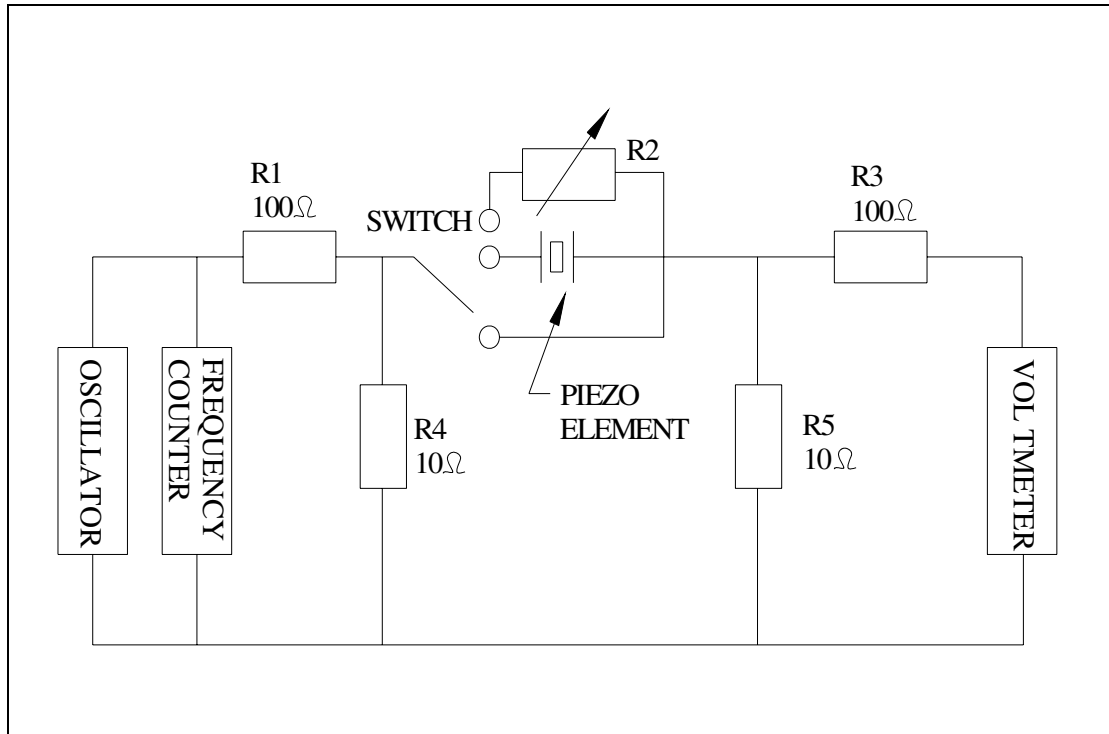 R2
R1
100Ω
R3
100Ω
SWITCH
OSCILLATOR
FREQUENCY
COUNTER
R4
10Ω
PIEZO
ELEMENT
R5
10Ω
VOL TMETER